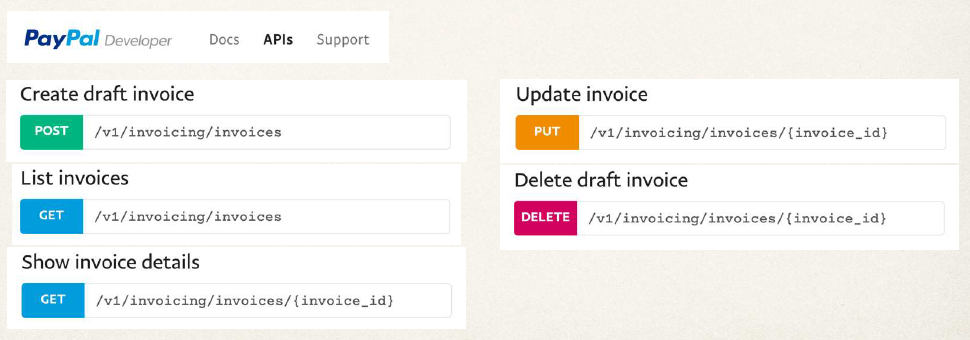 PayPal Developer Docs APIs Support
Create draft invoice
POST /v1/invoicing/invoices
List invoices
GET /v1/invoicing/invoices
Show invoice details
GET /v1/invoicing/invoices/{invoice_id}
Update invoice
PUT /v1/invoicing/invoices/{invoice_id}
Delete draft invoice
DELETE /v1/invoicing/invoices/{invoice_id}